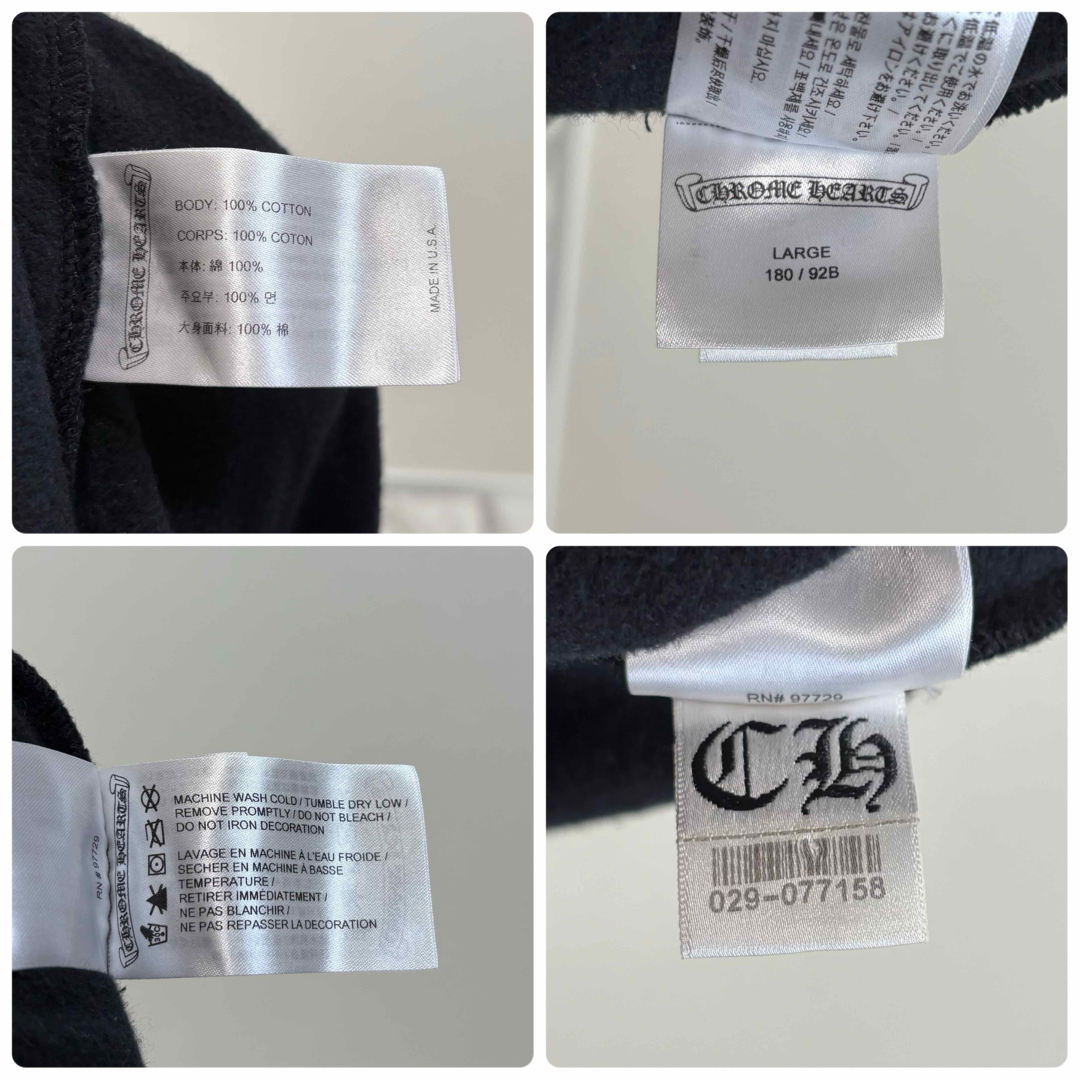 CHROME HEARTS
BODY: 100% COTTON
CORPS: 100% COTON
本体: 綿 100%
주요부: 100% 면
大身面料: 100% 棉
MADE IN U.S.A.
CHROME HEARTS
LARGE
180 / 92B
RN# 97729
CHROME HEARTS
MACHINE WASH COLD / TUMBLE DRY LOW /
REMOVE PROMPTLY / DO NOT BLEACH /
DO NOT IRON DECORATION
LAVAGE EN MACHINE À L'EAU FROIDE /
SECHER EN MACHINE À BASSE
TEMPERATURE /
RETIRER IMMÉDIATEMENT /
NE PAS BLANCHIR /
NE PAS REPASSER LA DECORATION
RN# 97729
CH
029-077158